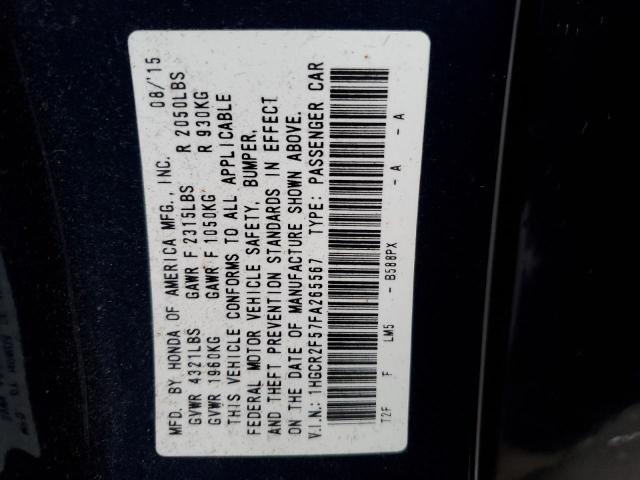 MFD. BY HONDA OF AMERICA MFG., INC. 08/'15
GVWR 4321LBS GAWR F 2315LBS R 2050LBS
GVWR 1960KG GAWR F 1050KG R 930KG
THIS VEHICLE CONFORMS TO ALL APPLICABLE
FEDERAL MOTOR VEHICLE SAFETY, BUMPER,
AND THEFT PREVENTION STANDARDS IN EFFECT
ON THE DATE OF MANUFACTURE SHOWN ABOVE.
V.I.N.: 1HGCR2F57FA265567 TYPE: PASSENGER CAR
T2F F LM5 - B588PX - A - A